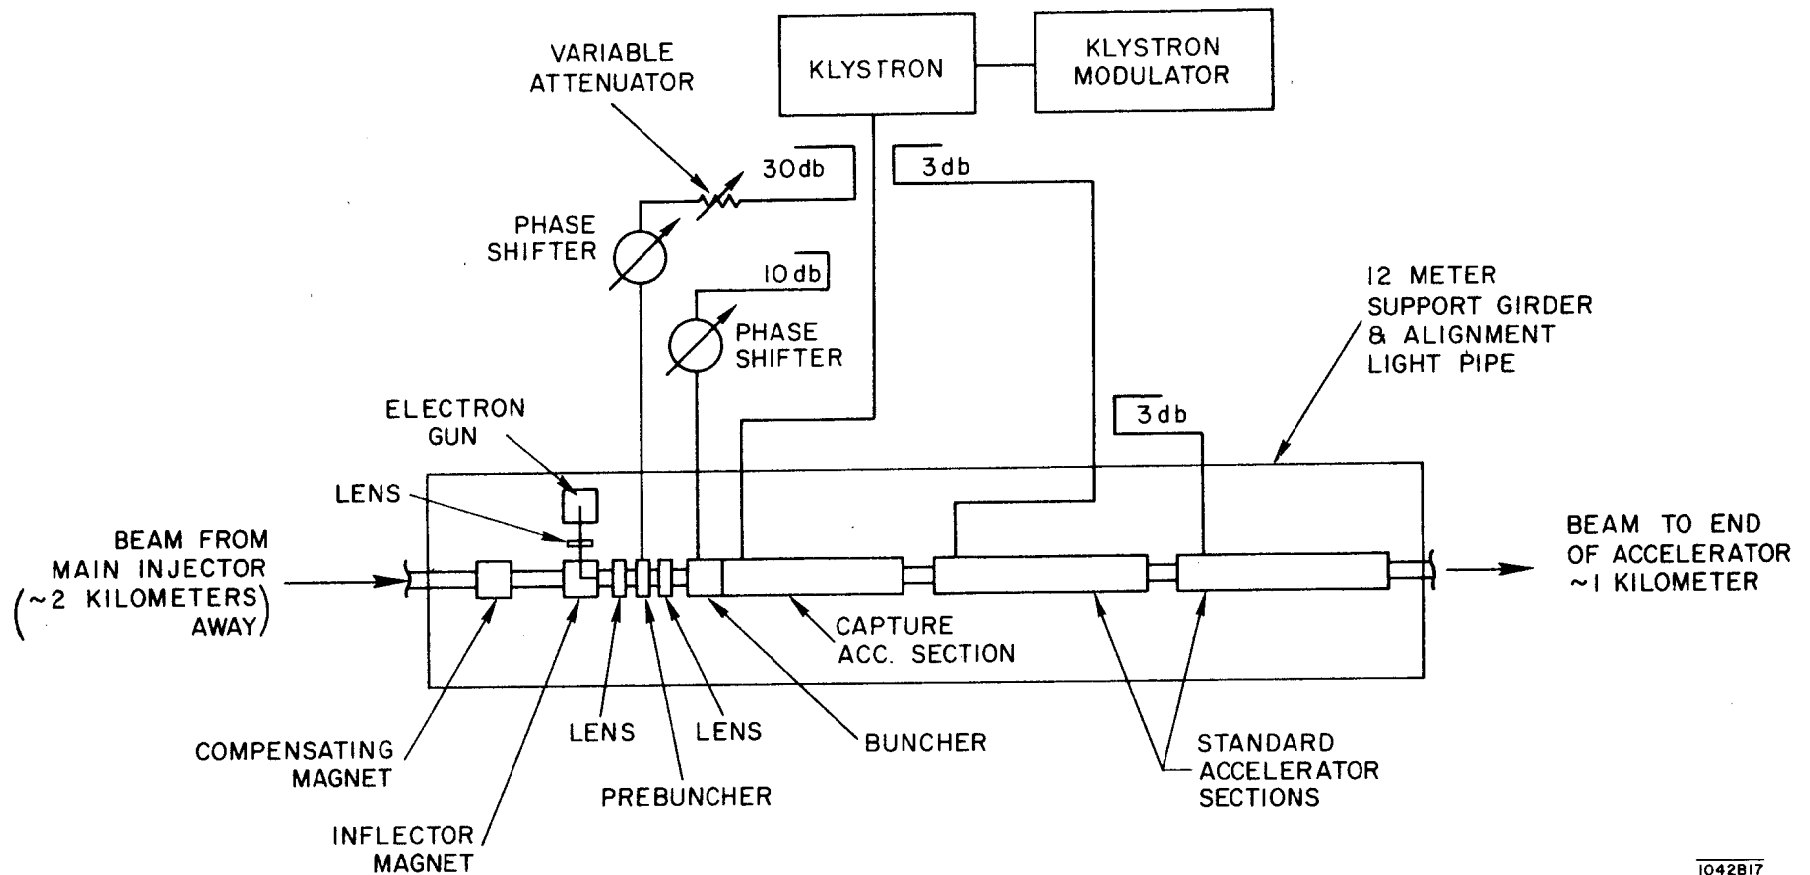 KLYSTRON
KLYSTRON
MODULATOR
VARIABLE
ATTENUATOR
30db
3db
PHASE
SHIFTER
10db
PHASE
SHIFTER
12 METER
SUPPORT GIRDER
& ALIGNMENT
LIGHT PIPE
ELECTRON
GUN
3db
LENS
BEAM FROM
MAIN INJECTOR
(~2 KILOMETERS
AWAY)
BEAM TO END
OF ACCELERATOR
~1 KILOMETER
CAPTURE
ACC. SECTION
LENS
LENS
BUNCHER
COMPENSATING
MAGNET
STANDARD
ACCELERATOR
SECTIONS
PREBUNCHER
INFLECTOR
MAGNET
1042B17